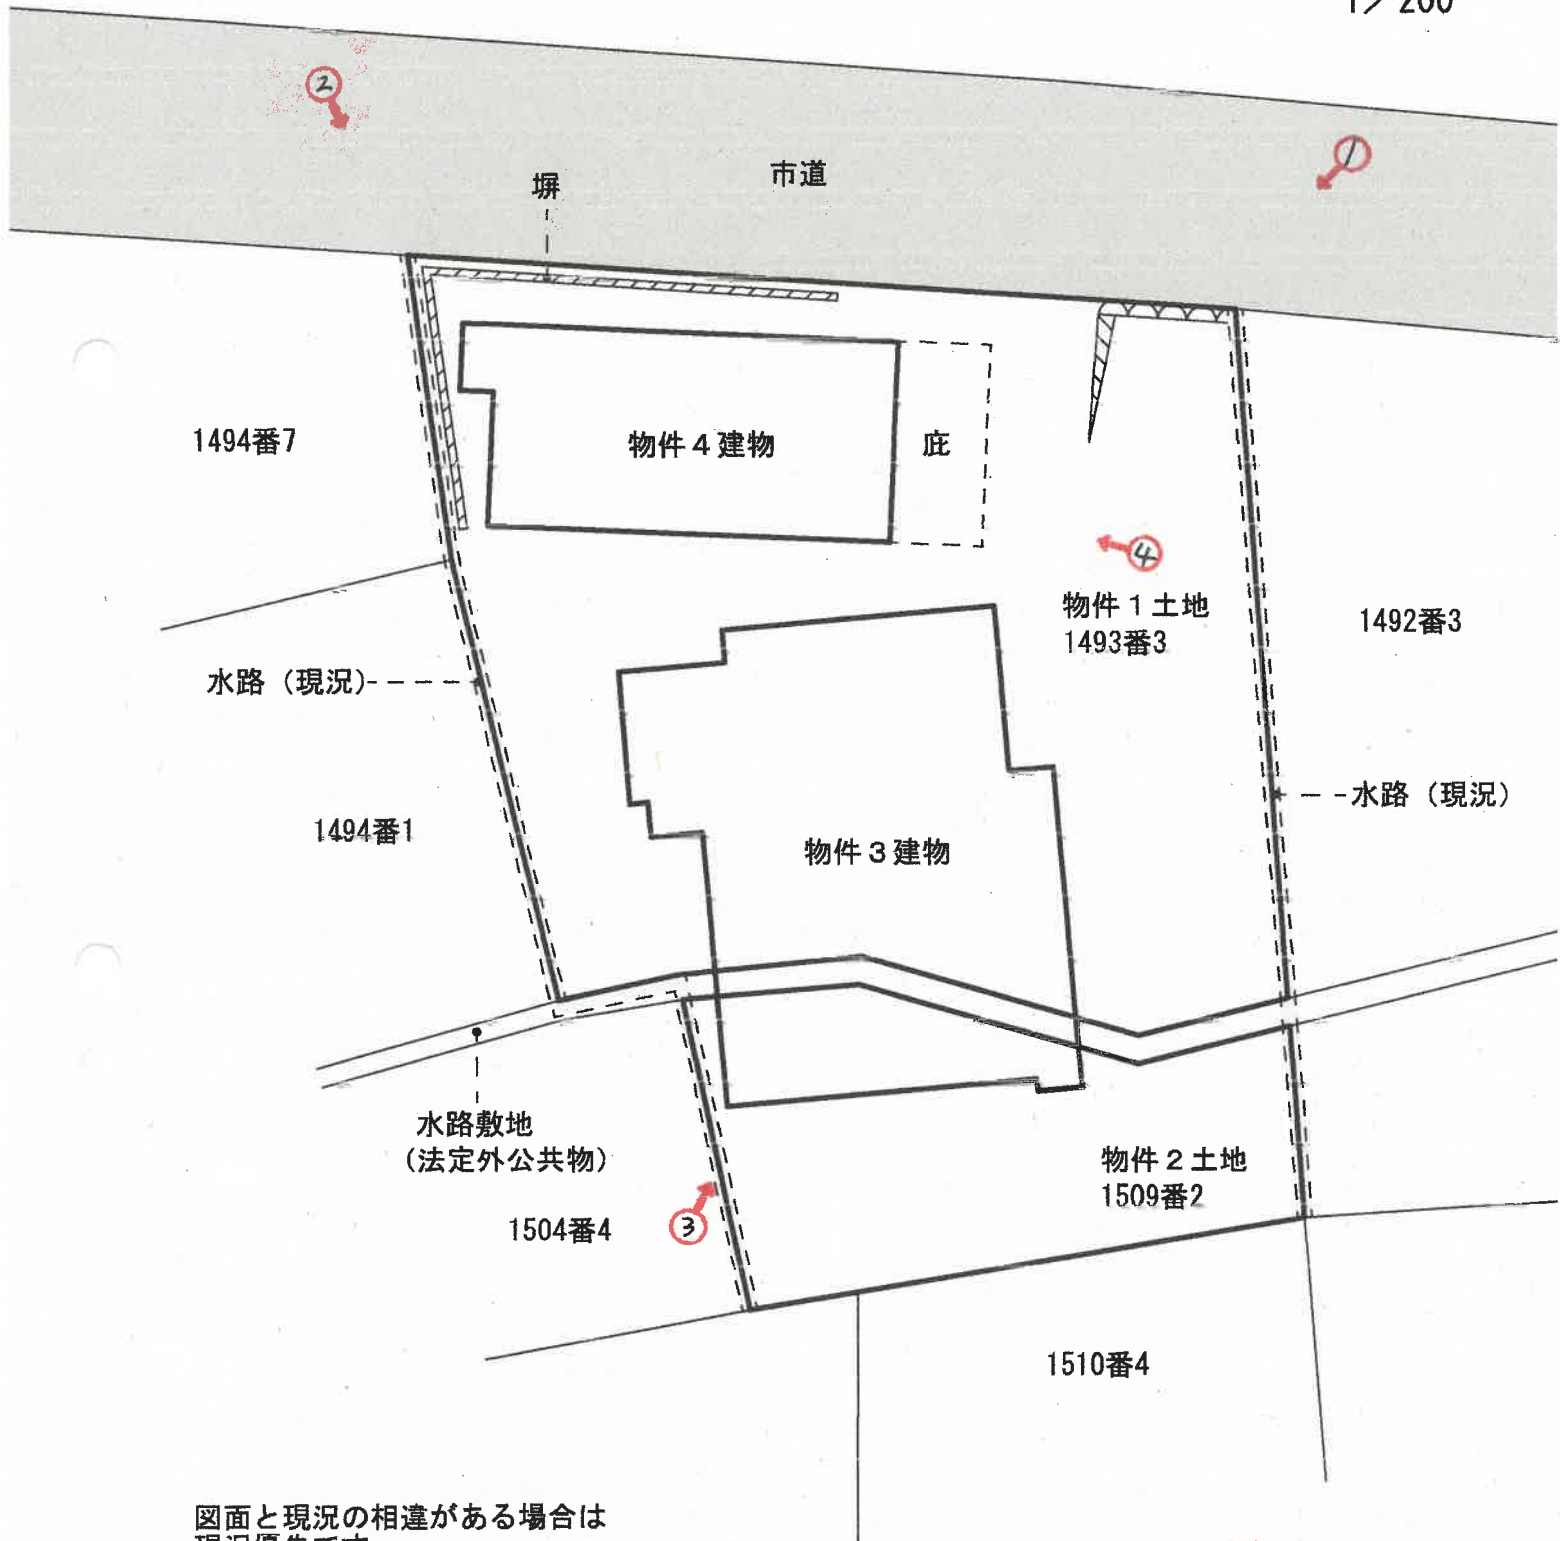 1/200
②
①
市道
塀
1494番7
物件４建物
庇
④
物件１土地
1493番3
1492番3
水路（現況）
水路（現況）
1494番1
物件３建物
水路敷地
（法定外公共物）
物件２土地
1509番2
1504番4
③
1510番4
図面と現況の相違がある場合は